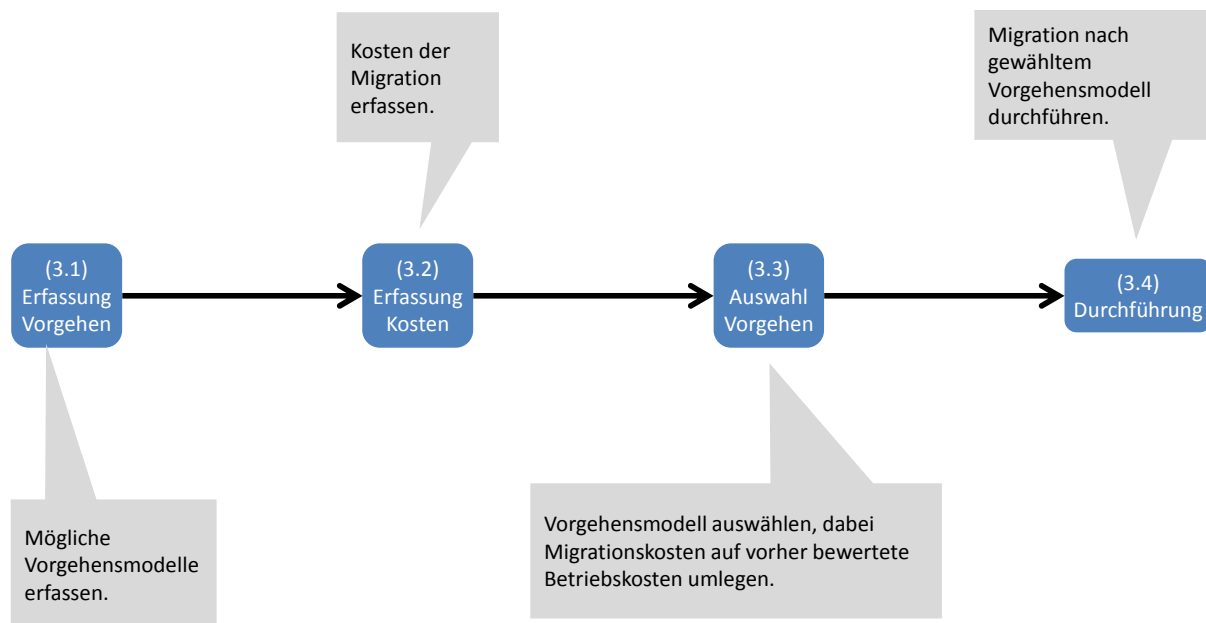 Kosten der
Migration
erfassen.
Migration nach
gewähltem
Vorgehensmodell
durchführen.
(3.1)
Erfassung
Vorgehen
(3.2)
Erfassung
Kosten
(3.3)
Auswahl
Vorgehen
(3.4)
Durchführung
Mögliche
Vorgehensmodelle
erfassen.
Vorgehensmodell auswählen, dabei
Migrationskosten auf vorher bewertete
Betriebskosten umlegen.